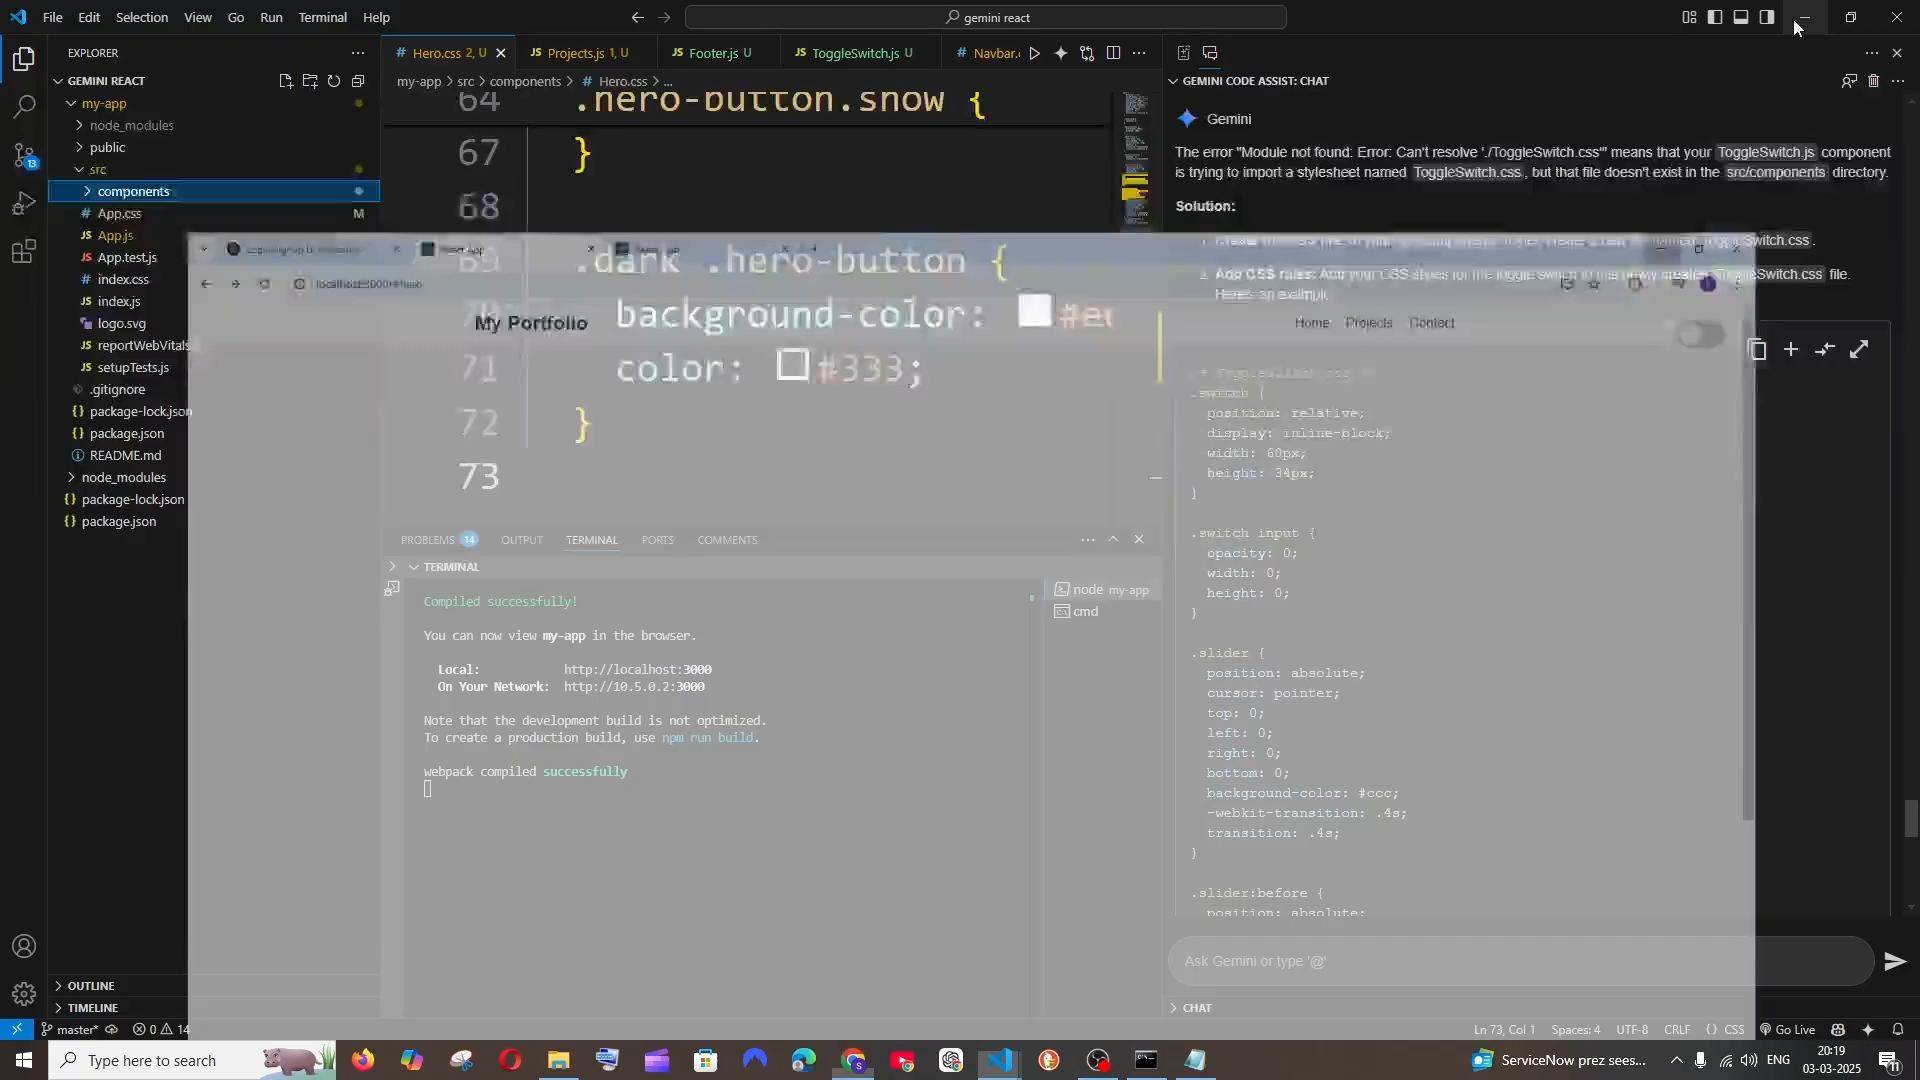 File Edit Selection View Go Run Terminal Help
gemini react
EXPLORER
GEMINI REACT
my-app
node_modules
public
src
components
App.css M
App.js
App.test.js
index.css
index.js
logo.svg
reportWebVitals
setupTests.js
.gitignore
package-lock.json
package.json
README.md
node_modules
package-lock.json
package.json
OUTLINE
TIMELINE
13
Hero.css 2, U
Projects.js 1, U
Footer.js U
ToggleSwitch.js U
Navbar.
my-app > src > components > # Hero.css > ...
64 .hero-button.show {
67 }
68
69 .dark .hero-button {
background-color: #e
71 color: #333;
72 }
73
localhost:3000/#hero
My Portfolio
Home Projects Contact
PROBLEMS 14 OUTPUT TERMINAL PORTS COMMENTS
TERMINAL
Compiled successfully!
You can now view my-app in the browser.
Local: http://localhost:3000
On Your Network: http://10.5.0.2:3000
Note that the development build is not optimized.
To create a production build, use npm run build.
webpack compiled successfully
node my-app
cmd
GEMINI CODE ASSIST: CHAT
Gemini
The error "Module not found: Error: Can't resolve './ToggleSwitch.css'" means that your ToggleSwitch.js component
is trying to import a stylesheet named ToggleSwitch.css, but that file doesn't exist in the src/components directory.
Solution:
Switch.css.
Add CSS rules: Add your CSS styles for the toggle switch to the newly created ToggleSwitch.css file.
Here's an example:
.switch {
position: relative;
display: inline-block;
width: 60px;
height: 34px;
}
.switch input {
opacity: 0;
width: 0;
height: 0;
}
.slider {
position: absolute;
cursor: pointer;
top: 0;
left: 0;
right: 0;
bottom: 0;
background-color: #ccc;
-webkit-transition: .4s;
transition: .4s;
}
.slider:before {
position: absolute;
Ask Gemini or type '@'
CHAT
master* 0 14
Ln 73, Col 1 Spaces: 4 UTF-8 CRLF {} CSS Go Live
Type here to search
ServiceNow prez sees...
ENG
20:19
03-03-2025
11